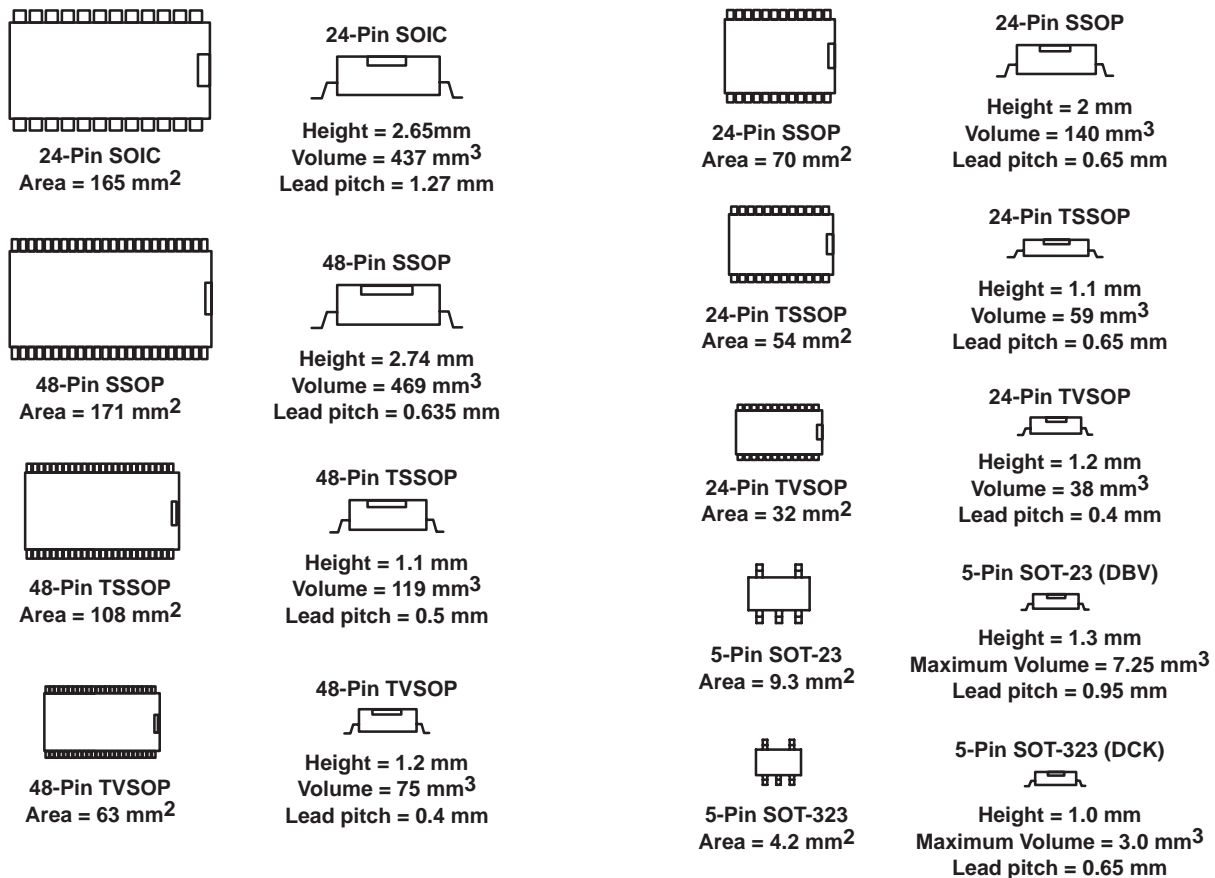 24-Pin SOIC
Area = 165 mm2
24-Pin SOIC
Height = 2.65mm
Volume = 437 mm3
Lead pitch = 1.27 mm
48-Pin SSOP
Area = 171 mm2
48-Pin SSOP
Height = 2.74 mm
Volume = 469 mm3
Lead pitch = 0.635 mm
48-Pin TSSOP
Area = 108 mm2
48-Pin TSSOP
Height = 1.1 mm
Volume = 119 mm3
Lead pitch = 0.5 mm
48-Pin TVSOP
Area = 63 mm2
48-Pin TVSOP
Height = 1.2 mm
Volume = 75 mm3
Lead pitch = 0.4 mm
24-Pin SSOP
Area = 70 mm2
24-Pin SSOP
Height = 2 mm
Volume = 140 mm3
Lead pitch = 0.65 mm
24-Pin TSSOP
Area = 54 mm2
24-Pin TSSOP
Height = 1.1 mm
Volume = 59 mm3
Lead pitch = 0.65 mm
24-Pin TVSOP
Area = 32 mm2
24-Pin TVSOP
Height = 1.2 mm
Volume = 38 mm3
Lead pitch = 0.4 mm
5-Pin SOT-23
Area = 9.3 mm2
5-Pin SOT-23 (DBV)
Height = 1.3 mm
Maximum Volume = 7.25 mm3
Lead pitch = 0.95 mm
5-Pin SOT-323
Area = 4.2 mm2
5-Pin SOT-323 (DCK)
Height = 1.0 mm
Maximum Volume = 3.0 mm3
Lead pitch = 0.65 mm